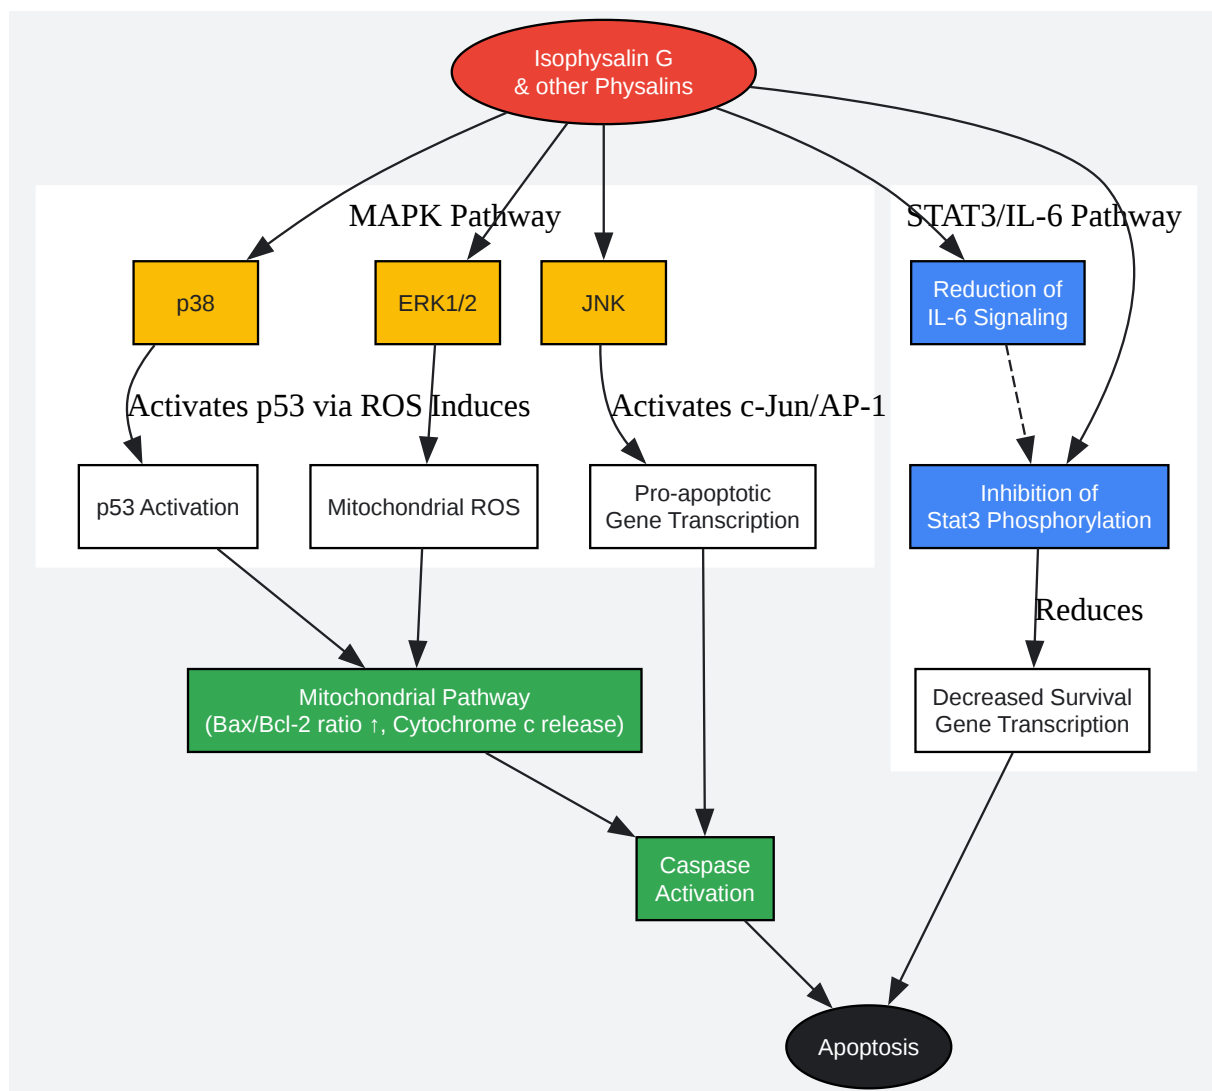 Isophysalin G
& other Physalins
MAPK Pathway
STAT3/IL-6 Pathway
p38
ERK1/2
JNK
Reduction of
IL-6 Signaling
Activates p53 via ROS
Induces
Activates c-Jun/AP-1
p53 Activation
Mitochondrial ROS
Pro-apoptotic
Gene Transcription
Inhibition of
Stat3 Phosphorylation
Reduces
Mitochondrial Pathway
(Bax/Bcl-2 ratio ↑, Cytochrome c release)
Decreased Survival
Gene Transcription
Caspase
Activation
Apoptosis